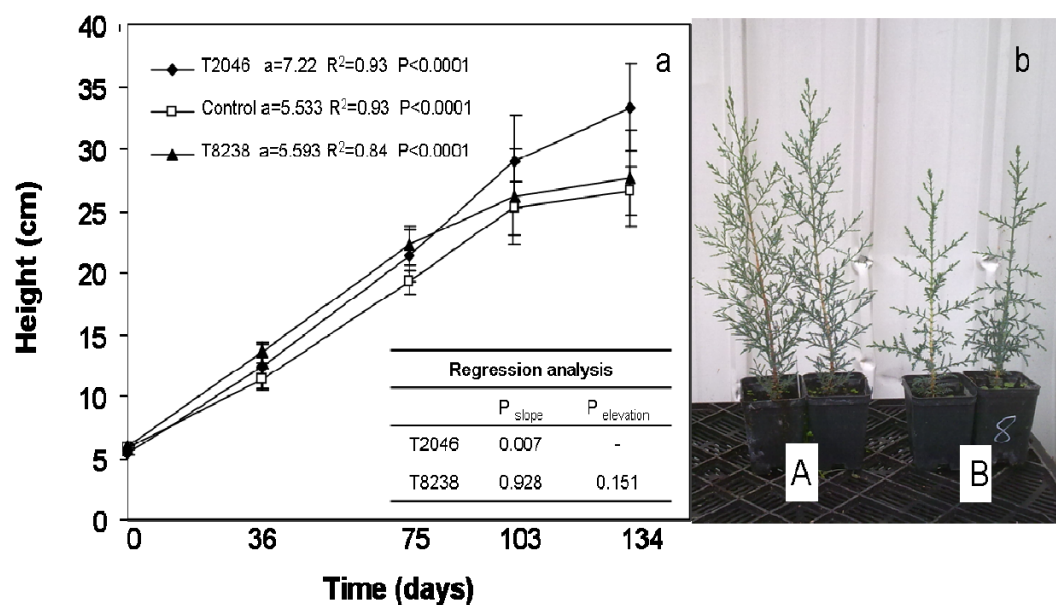 40
35
30
25
20
15
10
5
0
Height (cm)
T2046 a=7.22 R²=0.93 P<0.0001
Control a=5.533 R²=0.93 P<0.0001
T8238 a=5.593 R²=0.84 P<0.0001
a
Regression analysis
P slope P elevation
T2046 0.007 -
T8238 0.928 0.151
0 36 75 103 134
Time (days)
b
8
A B